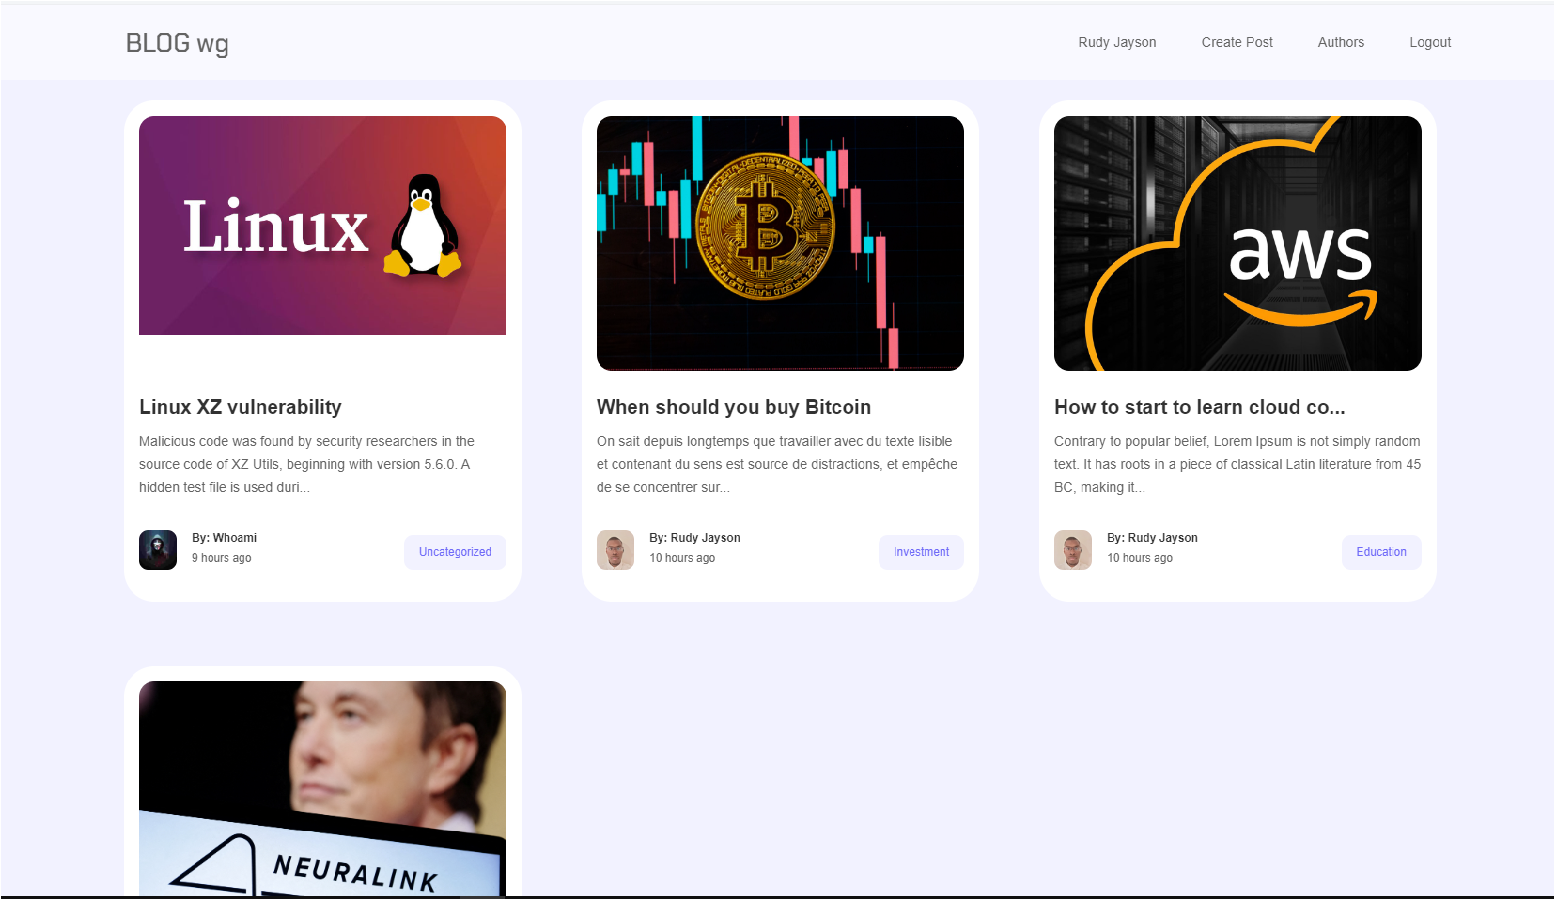 BLOG wg
Rudy Jayson
Create Post
Authors
Logout
Linux
aws
Linux XZ vulnerability
Malicious code was found by security researchers in the
source code of XZ Utils, beginning with version 5.6.0. A
hidden test file is used duri...
By: Whoami
9 hours ago
Uncategorized
When should you buy Bitcoin
On sait depuis longtemps que travailler avec du texte lisible
et contenant du sens est source de distractions, et empêche
de se concentrer sur...
By: Rudy Jayson
10 hours ago
Investment
How to start to learn cloud co...
Contrary to popular belief, Lorem Ipsum is not simply random
text. It has roots in a piece of classical Latin literature from 45
BC, making it...
By: Rudy Jayson
10 hours ago
Education
NEURALINK